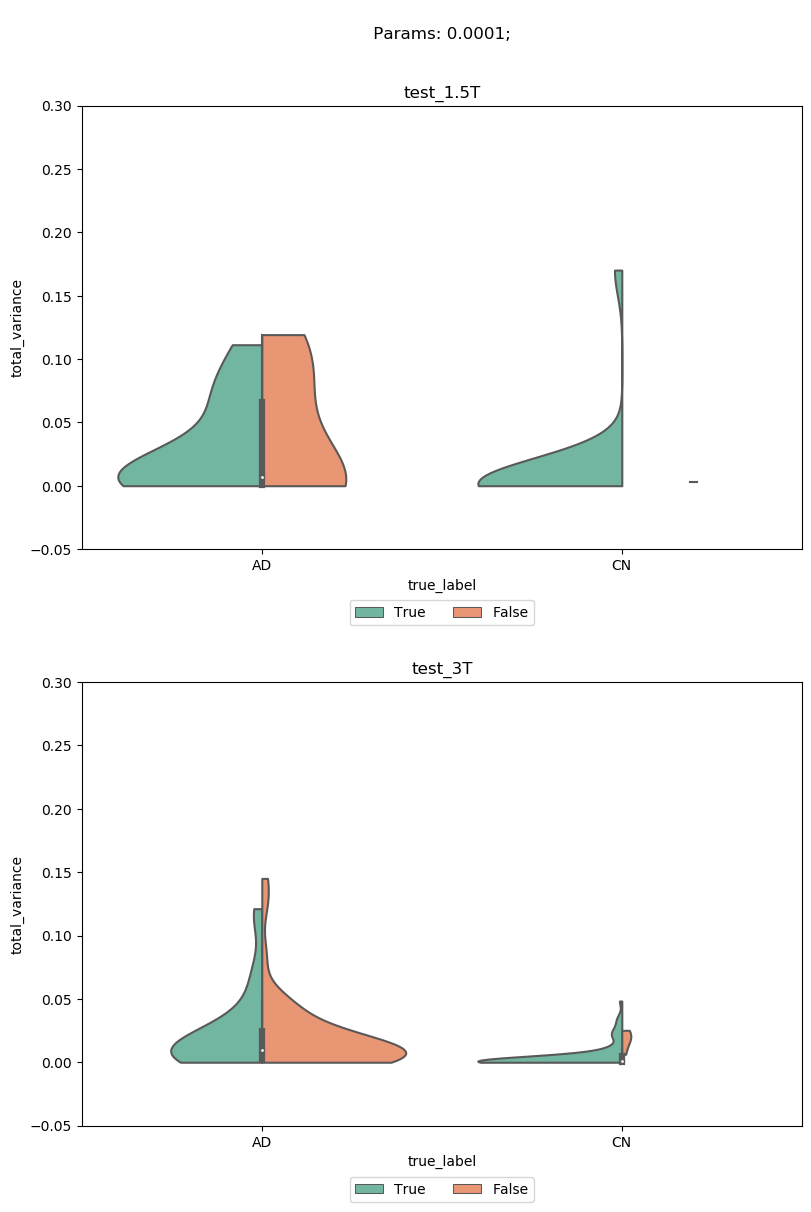 Params: 0.0001;
test_1.5T
0.30
0.25
0.20
0.15
0.10
0.05
0.00
−0.05
total_variance
AD CN
true_label
True False
test_3T
0.30
0.25
0.20
0.15
0.10
0.05
0.00
−0.05
total_variance
AD CN
true_label
True False